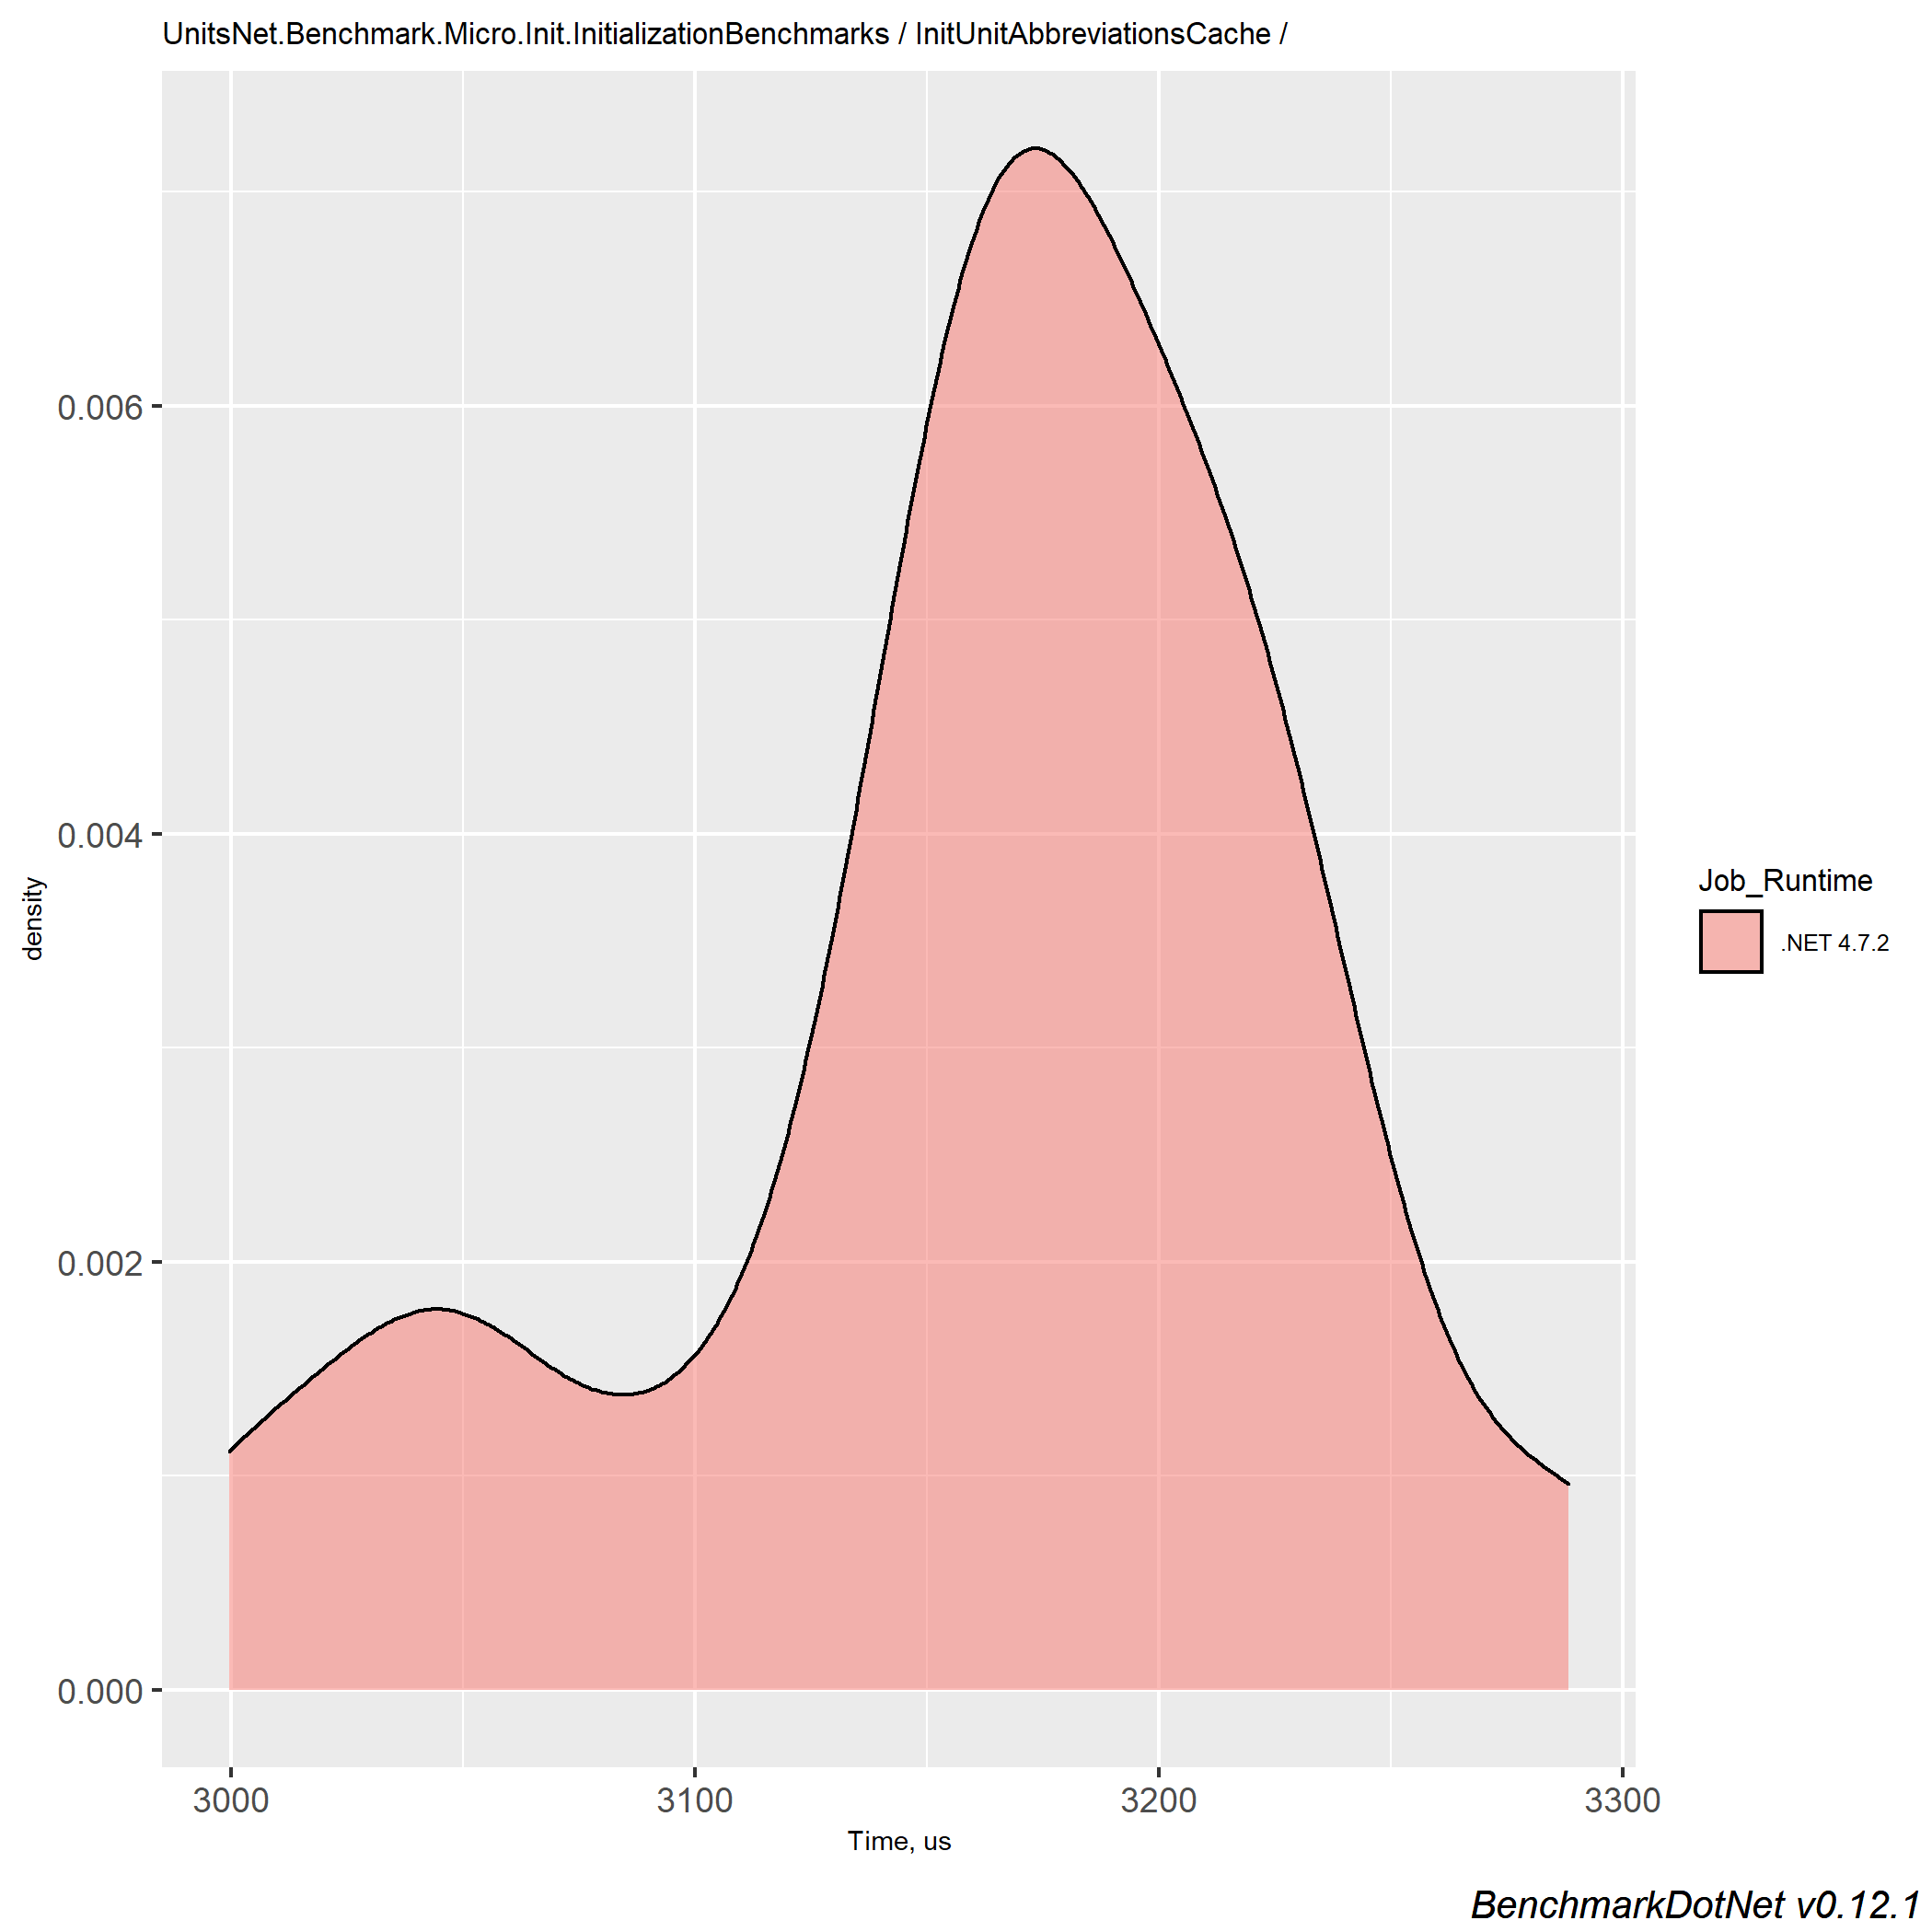 UnitsNet.Benchmark.Micro.Init.InitializationBenchmarks / InitUnitAbbreviationsCache /
0.006
0.004
0.002
0.000
density
3000 3100 3200 3300
Time, us
Job_Runtime
.NET 4.7.2
BenchmarkDotNet v0.12.1